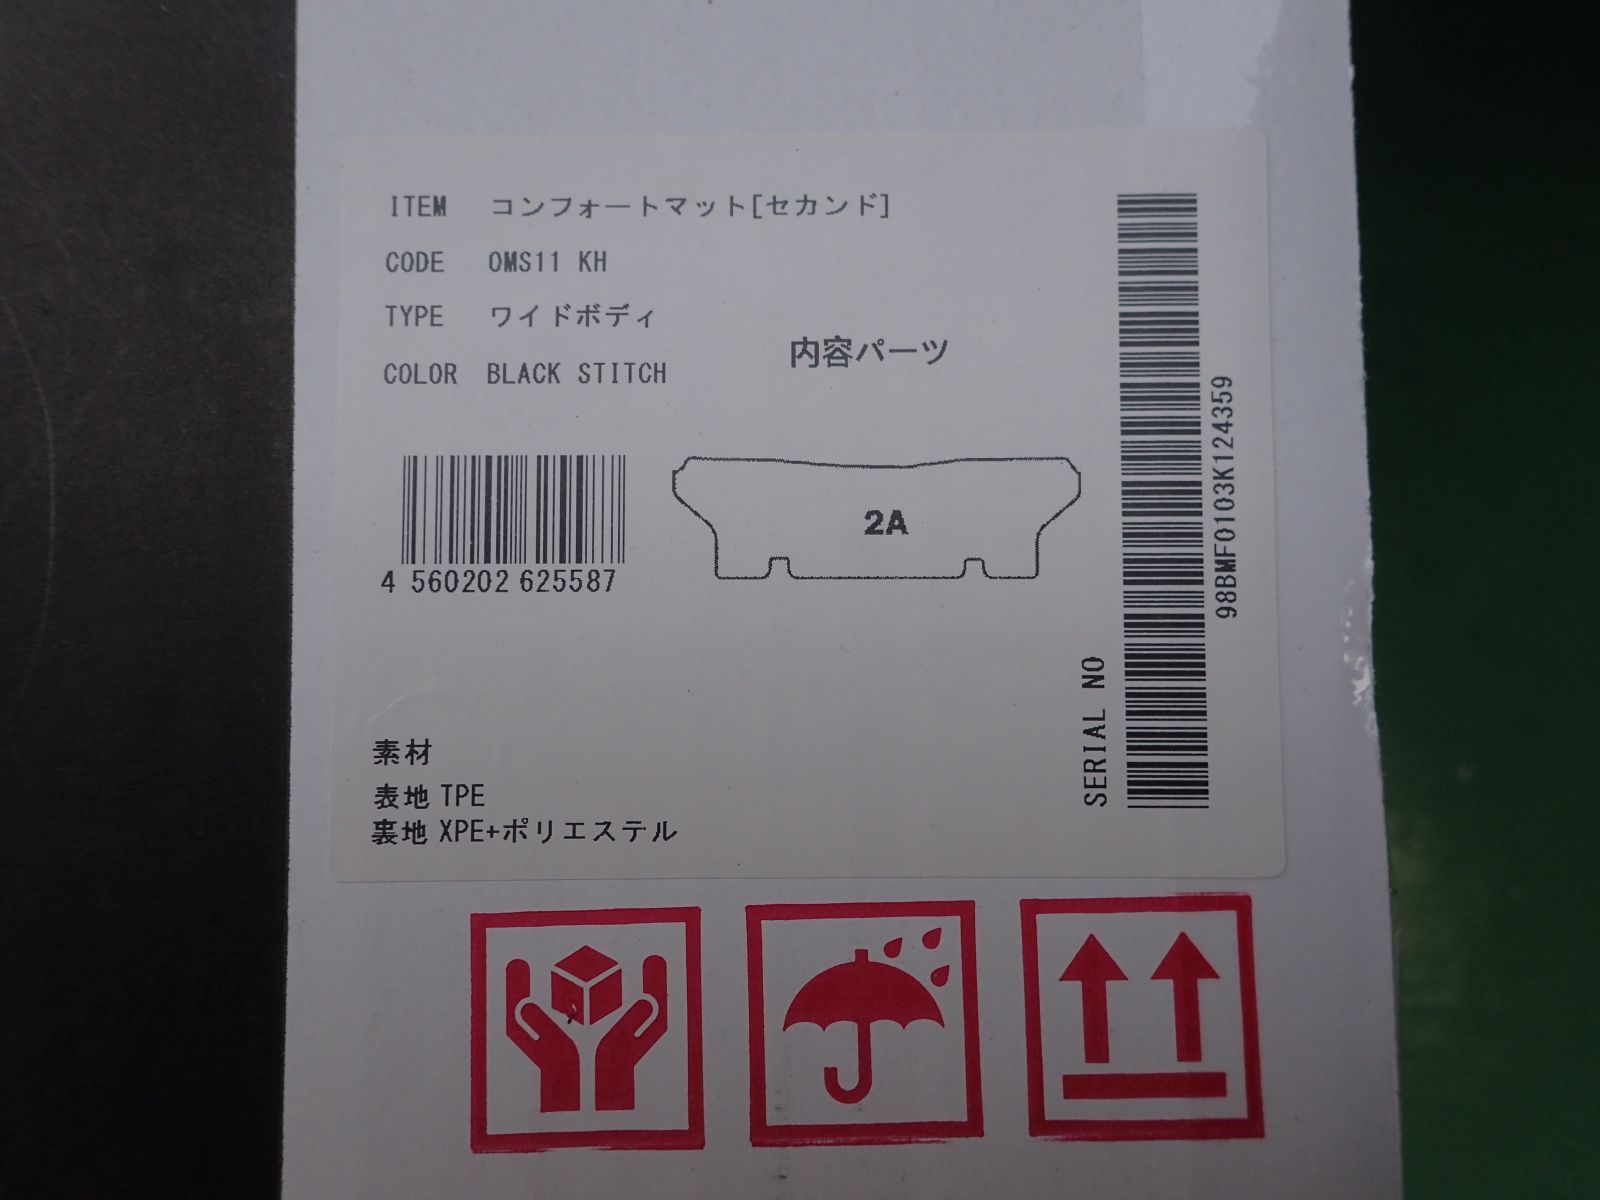 ITEM コンフォートマット[セカンド]
CODE OMS11 KH
TYPE ワイドボディ
COLOR BLACK STITCH
内容パーツ
2A
4 560202 625587
SERIAL NO
98BMF0103K124359
素材
表地 TPE
裏地 XPE+ポリエステル